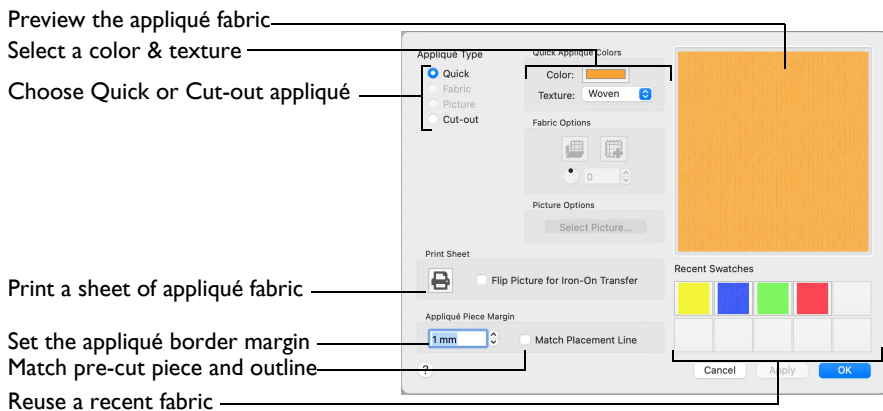 Preview the appliqué fabric
Select a color & texture
Choose Quick or Cut-out appliqué
Print a sheet of appliqué fabric
Set the appliqué border margin
Match pre-cut piece and outline
Reuse a recent fabric
Appliqué Type
Quick
Fabric
Picture
Cut-out
Quick Appliqué Colors
Color:
Texture: Woven
Fabric Options
0
Picture Options
Select Picture...
Print Sheet
Flip Picture for Iron-On Transfer
Appliqué Piece Margin
1 mm
Match Placement Line
?
Recent Swatches
Cancel Apply OK